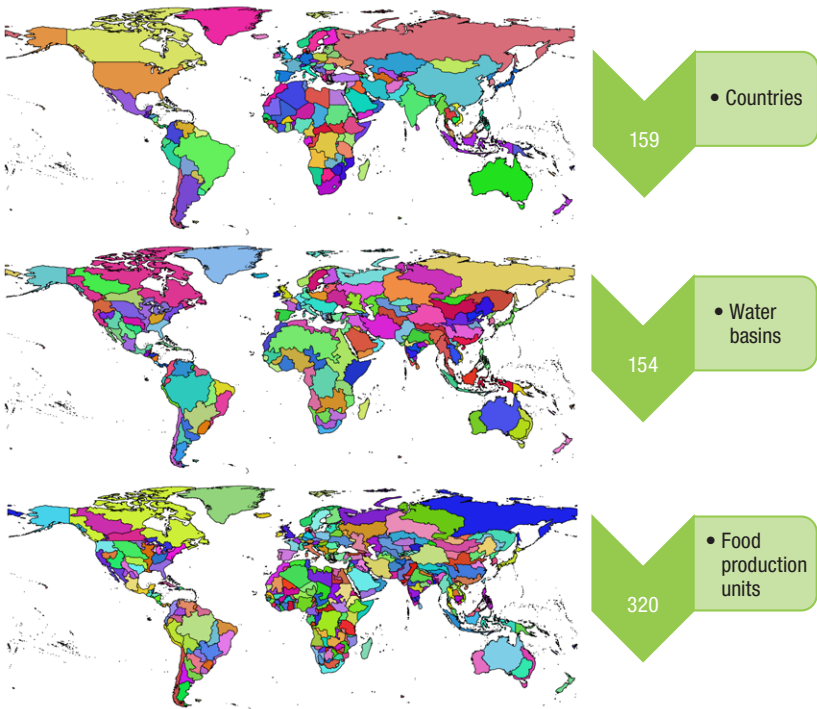 159
• Countries
154
• Water
basins
320
• Food
production
units